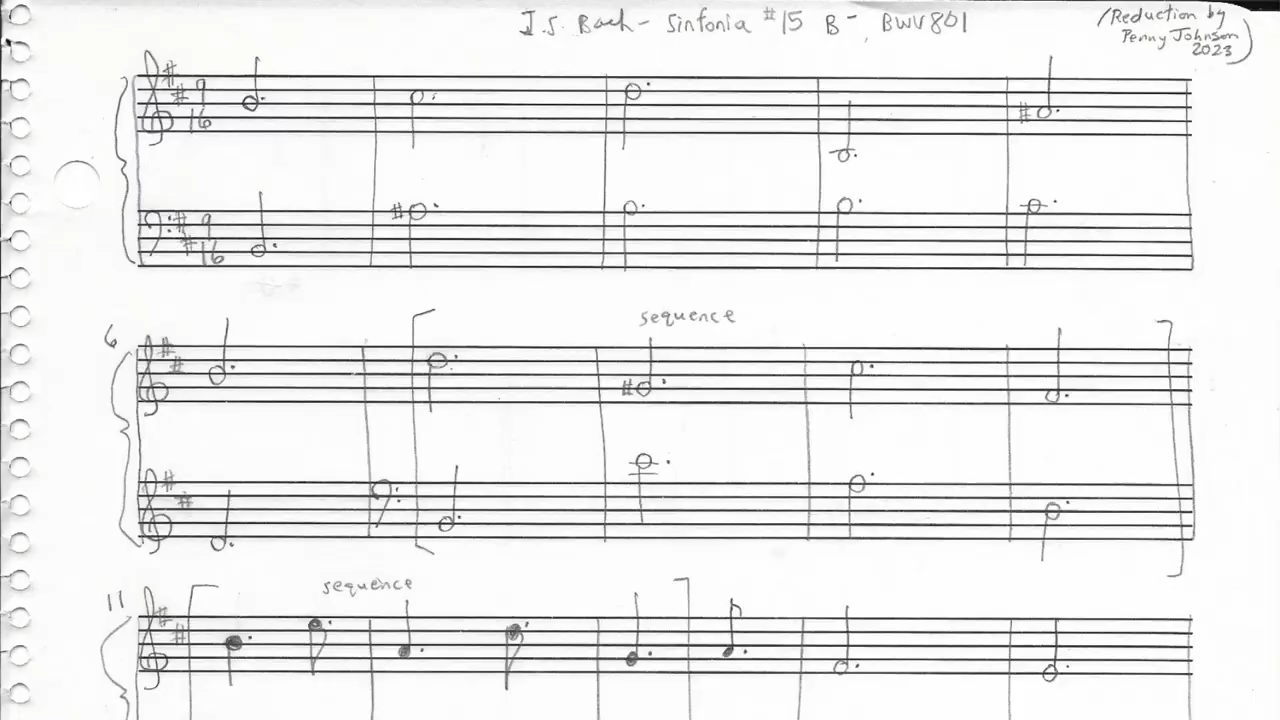 J.S. Bach - Sinfonia #15 B-, BWV801
(Reduction by
Penny Johnson
2023)
9
16
9
16
6
sequence
11
sequence